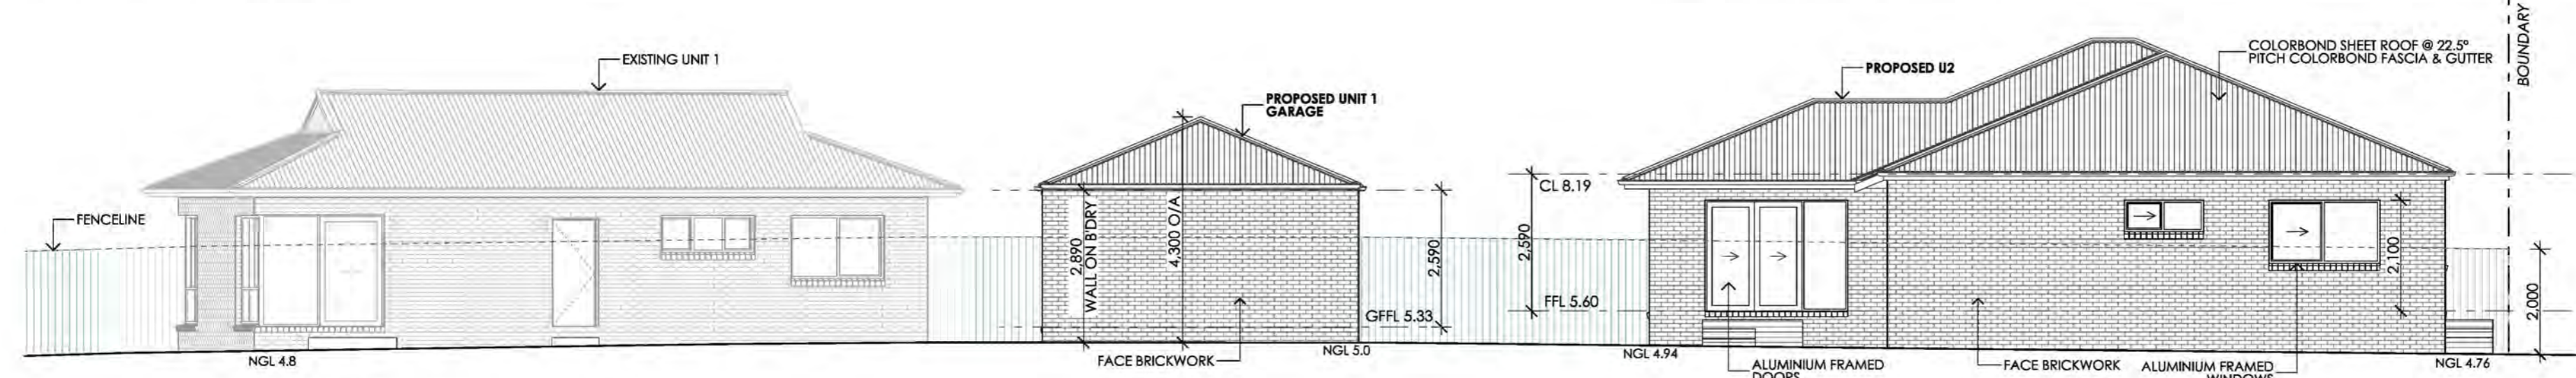 BOUNDARY
EXISTING UNIT 1
COLORBOND SHEET ROOF @ 22.5°
PITCH COLORBOND FASCIA & GUTTER
PROPOSED U2
PROPOSED UNIT 1
GARAGE
CL 8.19
FENCELINE
2,890
WALL ON B'DRY
4,300 O/A
2,590
2,590
2,100
2,000
FFL 5.60
GFFL 5.33
NGL 4.8
FACE BRICKWORK
NGL 5.0
NGL 4.94
ALUMINIUM FRAMED
DOORS
FACE BRICKWORK
ALUMINIUM FRAMED
WINDOWS
NGL 4.76